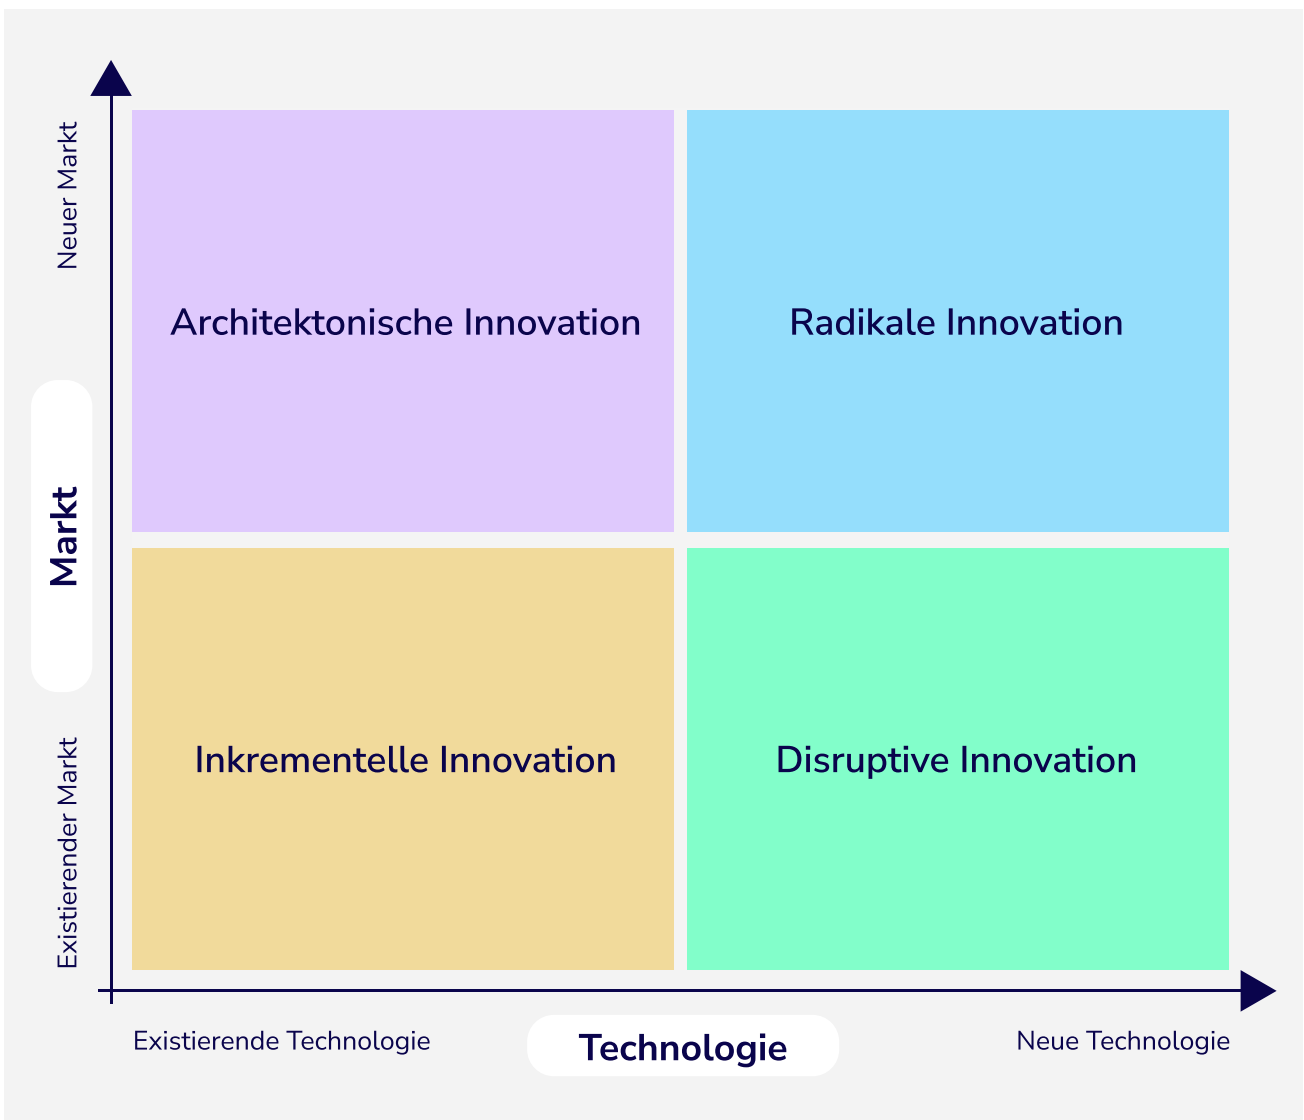 Neuer Markt
Architektonische Innovation
Radikale Innovation
Markt
Inkrementelle Innovation
Disruptive Innovation
Existierender Markt
Existierende Technologie
Technologie
Neue Technologie